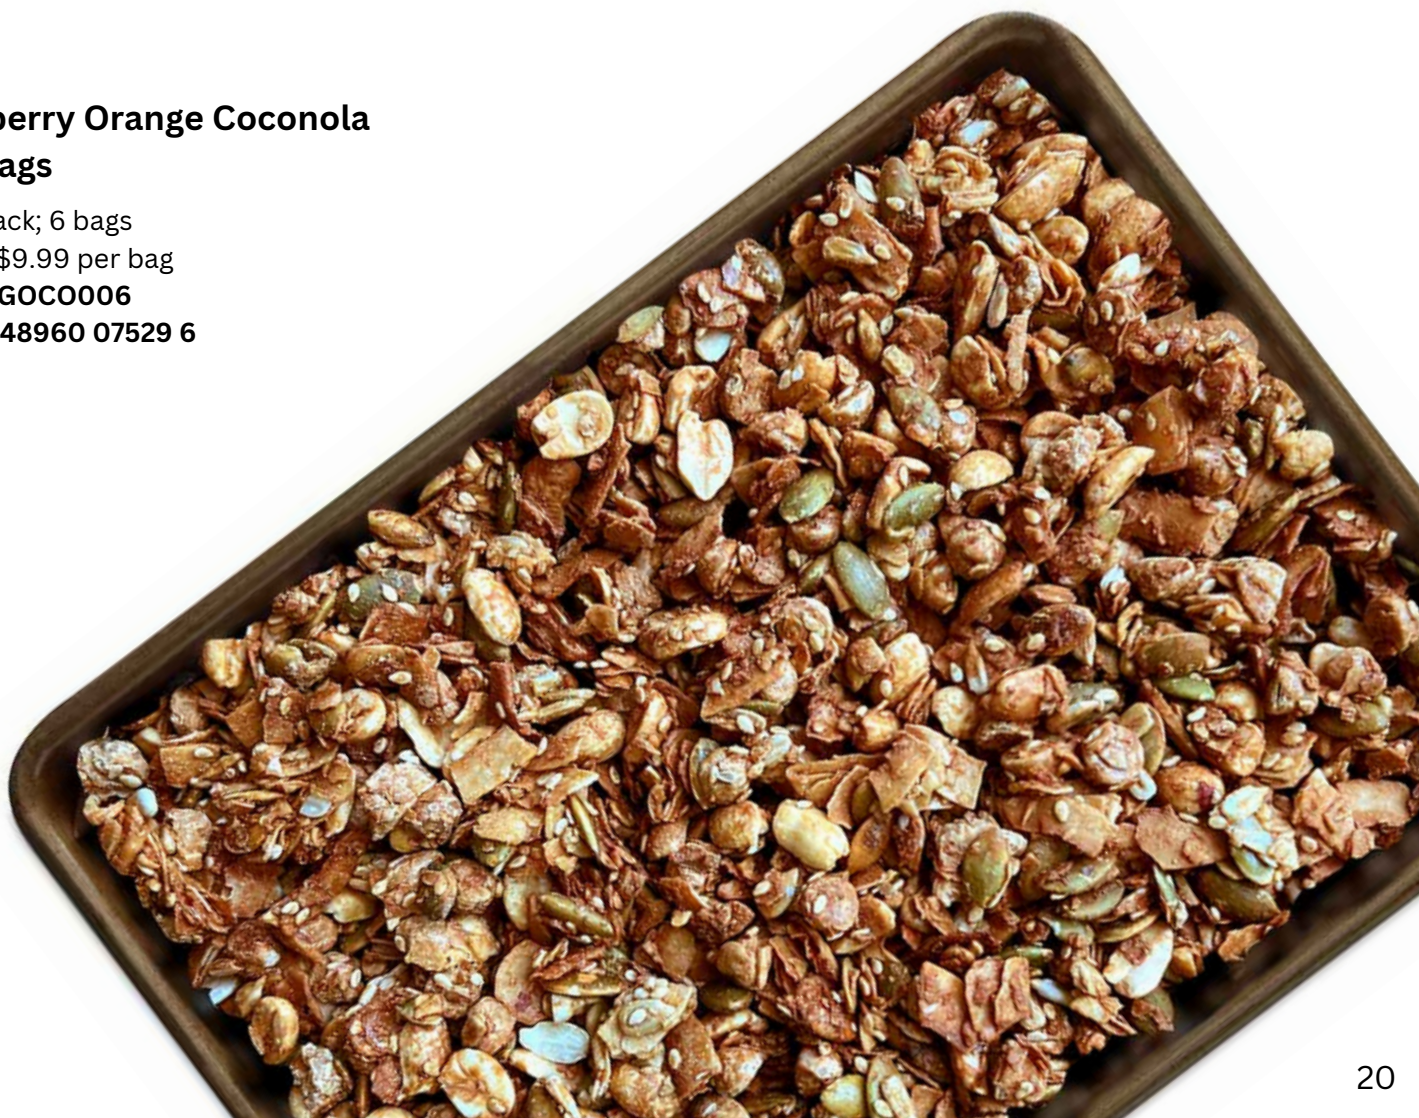 berry Orange Coconola
ags
ack; 6 bags
$9.99 per bag
GOCO006
48960 07529 6
20